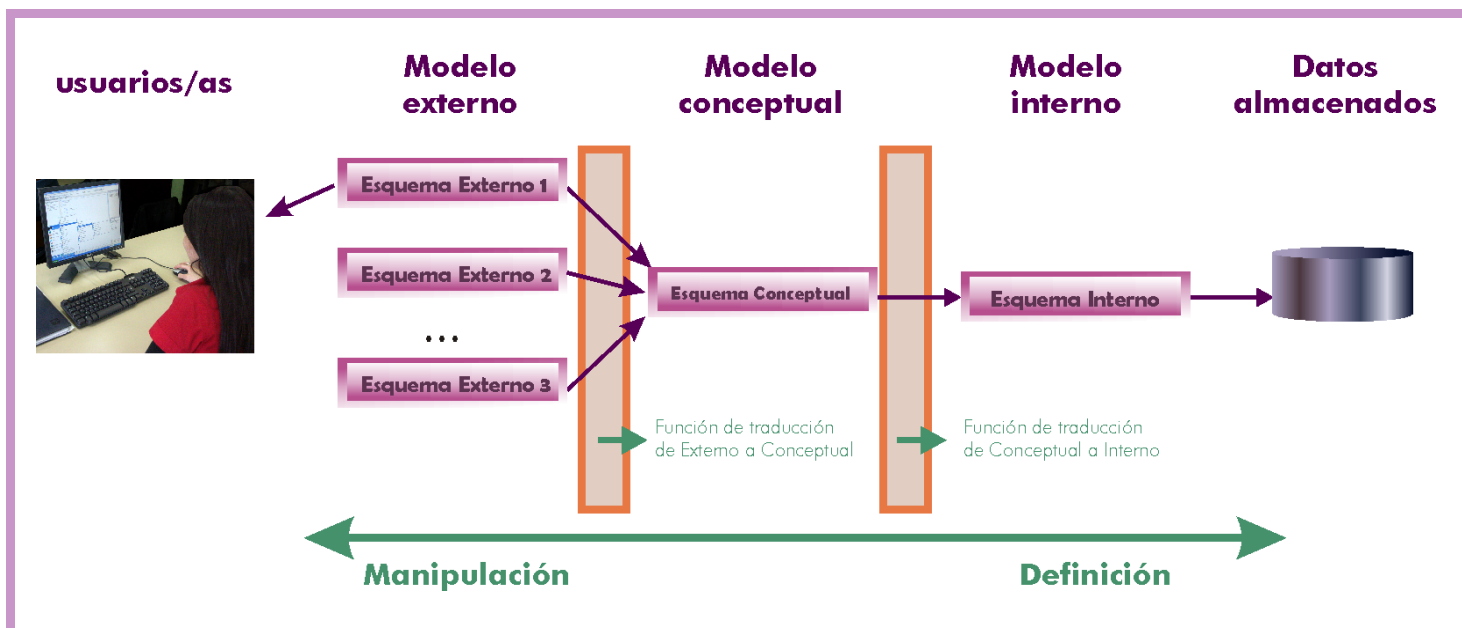 usuarios/as
Modelo
externo
Modelo
conceptual
Modelo
interno
Datos
almacenados
Esquema Externo 1
Esquema Externo 2
...
Esquema Externo 3
Esquema Conceptual
Esquema Interno
Función de traducción
de Externo a Conceptual
Función de traducción
de Conceptual a Interno
Manipulación
Definición